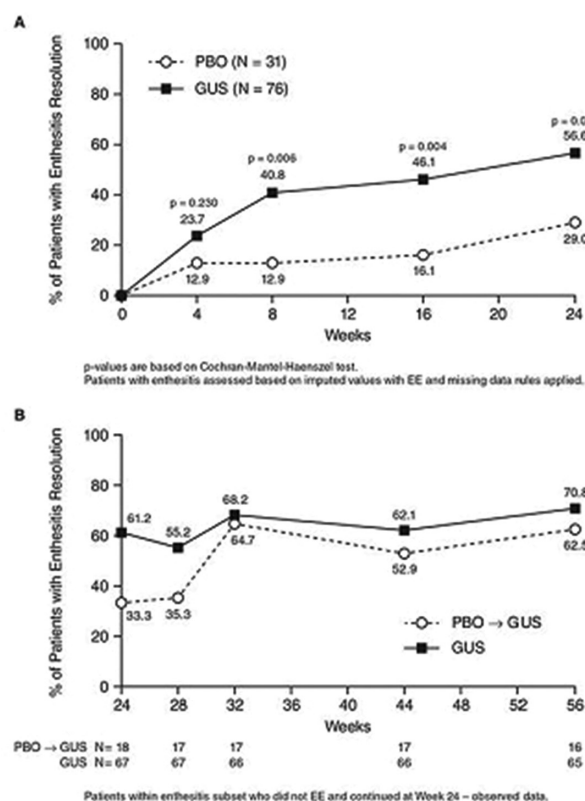 A
% of Patients with Enthesitis Resolution
100
80
60
40
20
0
PBO (N = 31)
GUS (N = 76)
p = 0.230
23.7
p = 0.006
40.8
p = 0.004
46.1
p = 0.0
56.6
12.9
12.9
16.1
29.0
0 4 8 12 16 20 24
Weeks
p-values are based on Cochran-Mantel-Haenszel test.
Patients with enthesitis assessed based on imputed values with EE and missing data rules applied.
B
% of Patients with Enthesitis Resolution
100
80
60
40
20
0
61.2
55.2
68.2
62.1
70.8
33.3
35.3
64.7
52.9
62.5
PBO → GUS
GUS
24 28 32 36 40 44 48 52 56
Weeks
PBO → GUS N= 18 17 17 17 16
GUS N= 67 67 66 66 65
Patients within enthesitis subset who did not EE and continued at Week 24 – observed data.